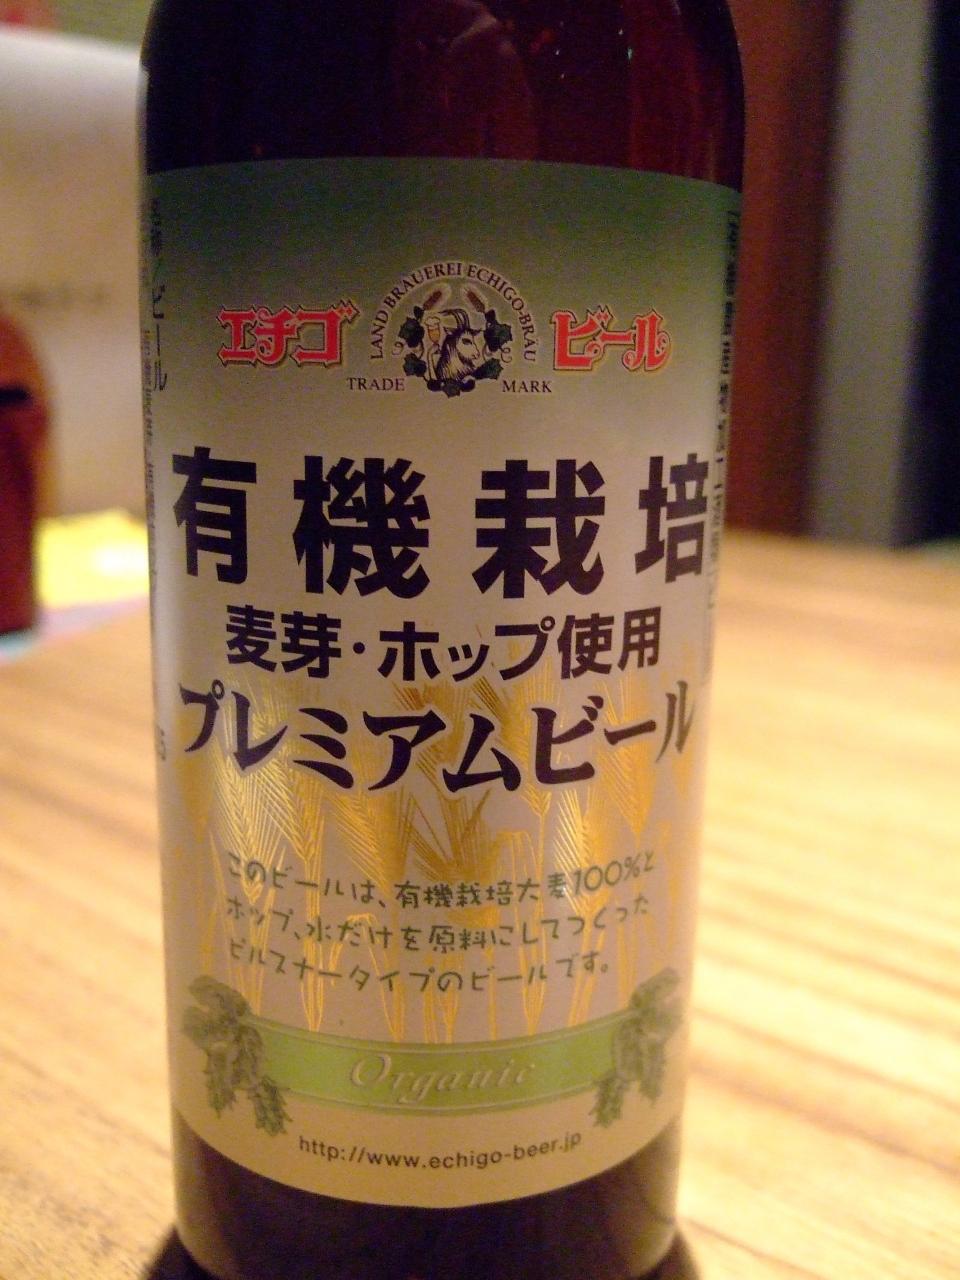 LAND BRAUEREI ECHIGO-BRÄU
エチゴ ビール
TRADE MARK
有機栽培
麦芽・ホップ使用
プレミアムビール
このビールは、有機栽培大麦100%と
ホップ、水だけを原料にしてつくった
ピルスナータイプのビールです。
Organic
http://www.echigo-beer.jp
ビール